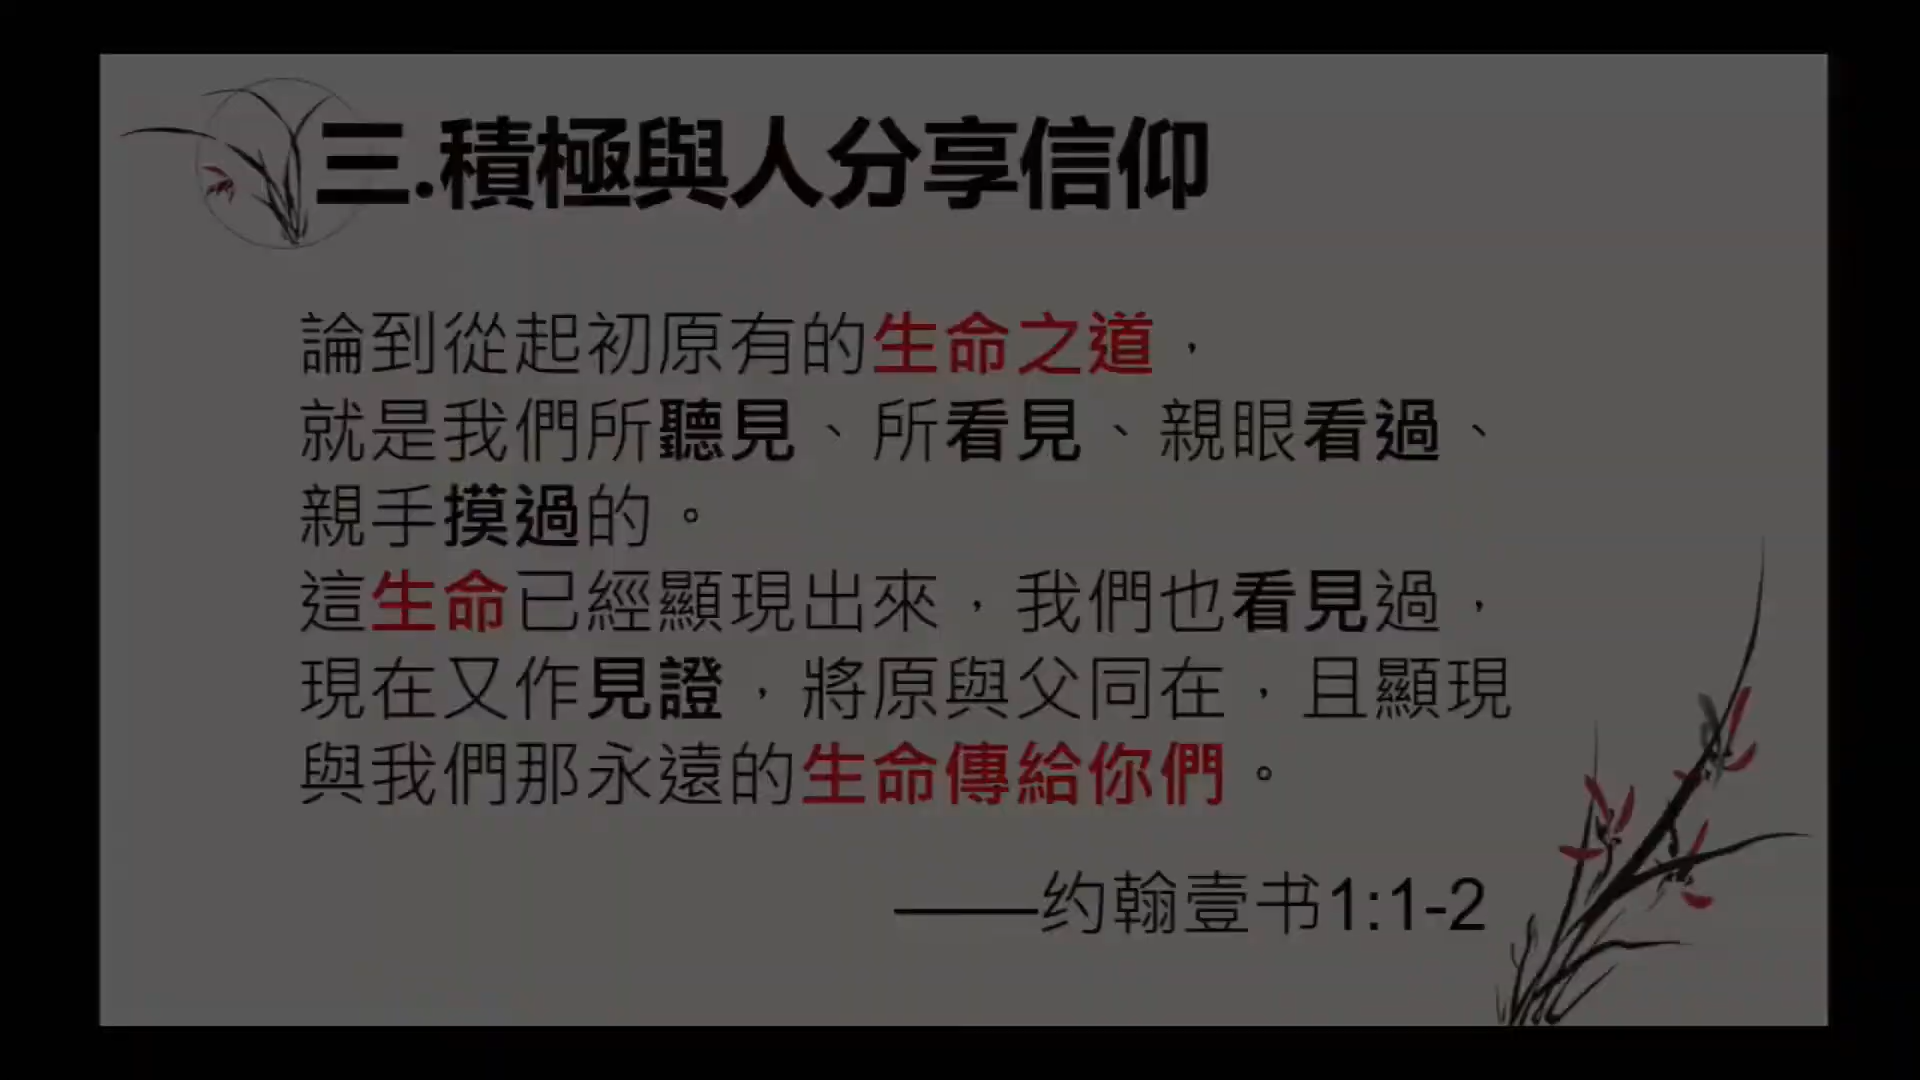 三.積極與人分享信仰
論到從起初原有的生命之道，
就是我們所聽見、所看見、親眼看過、
親手摸過的。
這生命已經顯現出來，我們也看見過，
現在又作見證，將原與父同在，且顯現
與我們那永遠的生命傳給你們。
——约翰壹书1:1-2